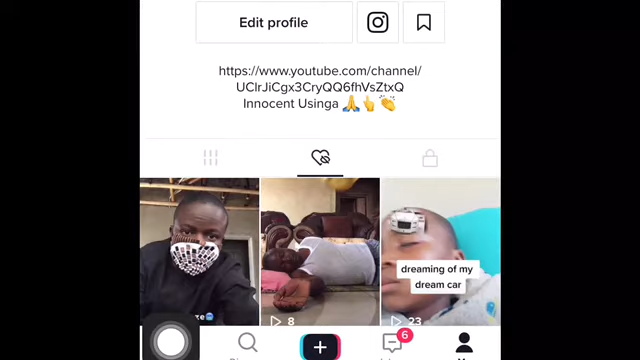 Edit profile
https://www.youtube.com/channel/
UClrJiCgx3CryQQ6fhVsZtxQ
Innocent Usinga 🙏👆👏
dreaming of my
dream car
8
23
6